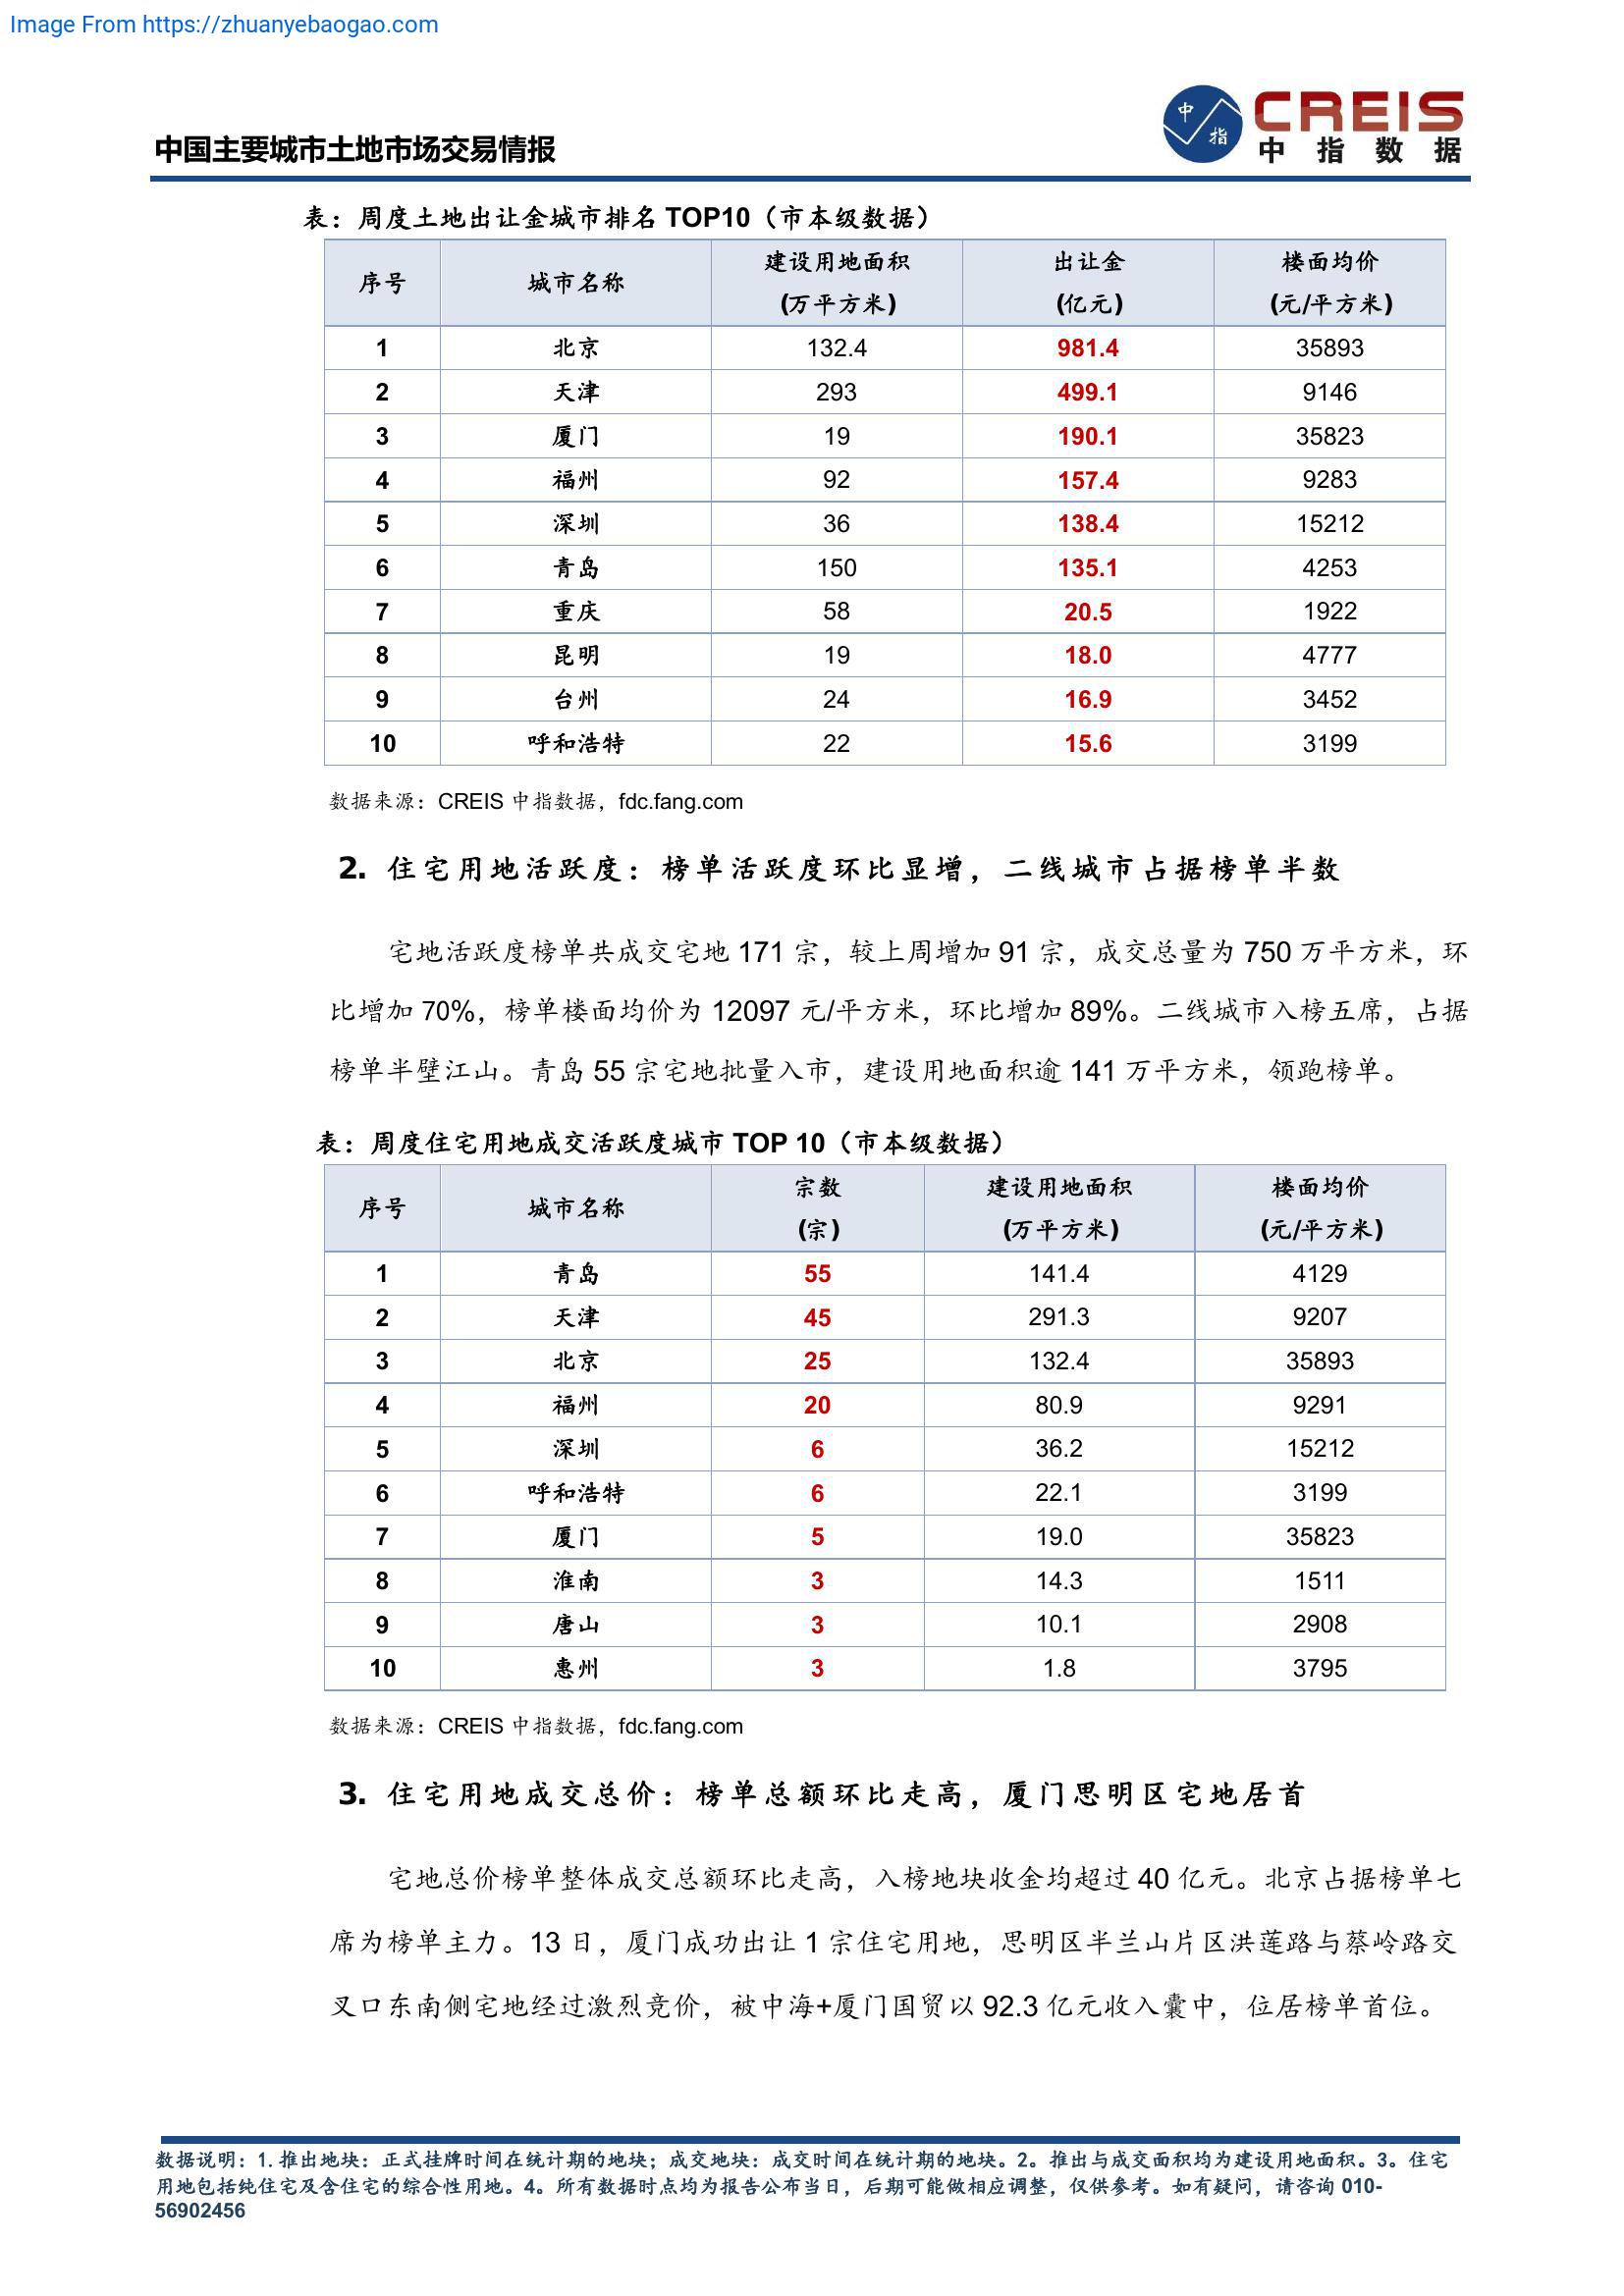 Image From https://zhuanyebaogao.com
中指
CREIS
中指数据
中国主要城市土地市场交易情报
表：周度土地出让金城市排名 TOP10（市本级数据）
序号 城市名称 建设用地面积 (万平方米) 出让金 (亿元) 楼面均价 (元/平方米)
1 北京 132.4 981.4 35893
2 天津 293 499.1 9146
3 厦门 19 190.1 35823
4 福州 92 157.4 9283
5 深圳 36 138.4 15212
6 青岛 150 135.1 4253
7 重庆 58 20.5 1922
8 昆明 19 18.0 4777
9 台州 24 16.9 3452
10 呼和浩特 22 15.6 3199
数据来源：CREIS 中指数据，fdc.fang.com
2. 住宅用地活跃度：榜单活跃度环比显增，二线城市占据榜单半数
宅地活跃度榜单共成交宅地 171 宗，较上周增加 91 宗，成交总量为 750 万平方米，环
比增加 70%，榜单楼面均价为 12097 元/平方米，环比增加 89%。二线城市入榜五席，占据
榜单半壁江山。青岛 55 宗宅地批量入市，建设用地面积逾 141 万平方米，领跑榜单。
表：周度住宅用地成交活跃度城市 TOP 10（市本级数据）
序号 城市名称 宗数 (宗) 建设用地面积 (万平方米) 楼面均价 (元/平方米)
1 青岛 55 141.4 4129
2 天津 45 291.3 9207
3 北京 25 132.4 35893
4 福州 20 80.9 9291
5 深圳 6 36.2 15212
6 呼和浩特 6 22.1 3199
7 厦门 5 19.0 35823
8 淮南 3 14.3 1511
9 唐山 3 10.1 2908
10 惠州 3 1.8 3795
数据来源：CREIS 中指数据，fdc.fang.com
3. 住宅用地成交总价：榜单总额环比走高，厦门思明区宅地居首
宅地总价榜单整体成交总额环比走高，入榜地块收金均超过 40 亿元。北京占据榜单七
席为榜单主力。13 日，厦门成功出让 1 宗住宅用地，思明区半兰山片区洪莲路与蔡岭路交
叉口东南侧宅地经过激烈竞价，被中海+厦门国贸以 92.3 亿元收入囊中，位居榜单首位。
数据说明：1.推出地块：正式挂牌时间在统计期的地块；成交地块：成交时间在统计期的地块。2。推出与成交面积均为建设用地面积。3。住宅
用地包括纯住宅及含住宅的综合性用地。4。所有数据时点均为报告公布当日，后期可能做相应调整，仅供参考。如有疑问，请咨询 010-
56902456